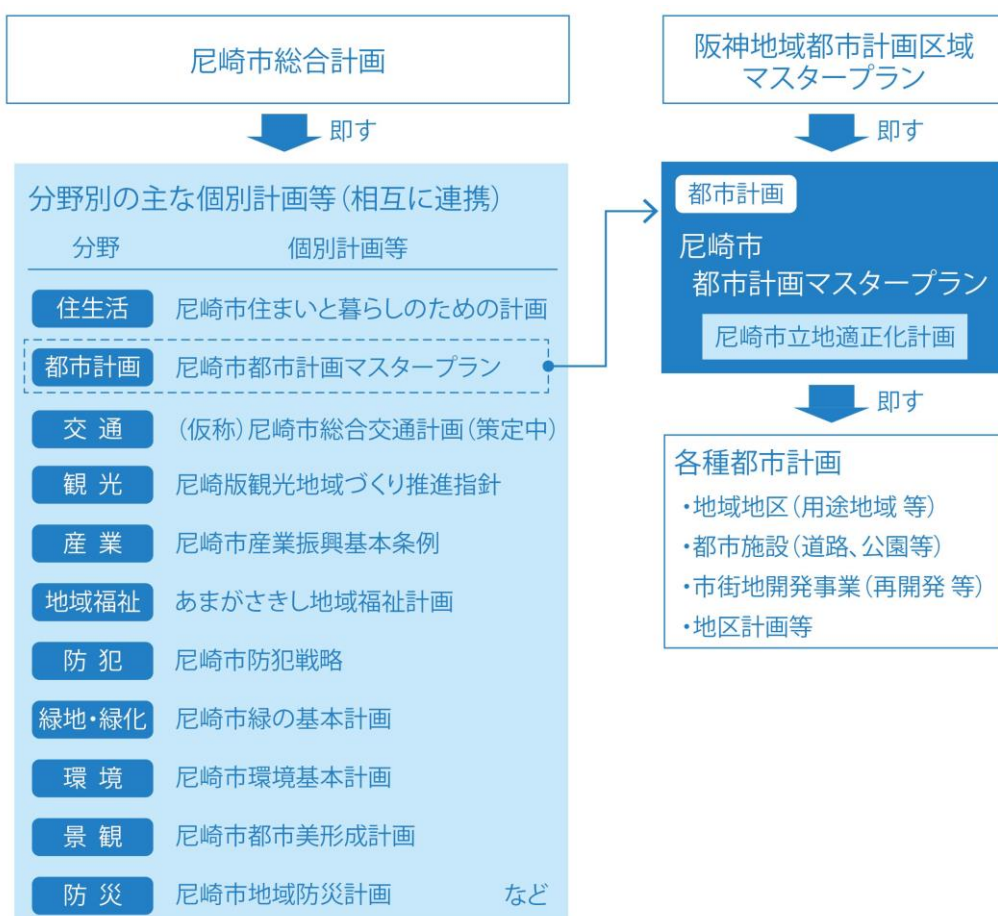 尼崎市総合計画
即す
分野別の主な個別計画等(相互に連携)
分野 個別計画等
住生活 尼崎市住まいと暮らしのための計画
都市計画 尼崎市都市計画マスタープラン
交通 (仮称)尼崎市総合交通計画(策定中)
観光 尼崎版観光地域づくり推進指針
産業 尼崎市産業振興基本条例
地域福祉 あまがさきし地域福祉計画
防犯 尼崎市防犯戦略
緑地・緑化 尼崎市緑の基本計画
環境 尼崎市環境基本計画
景観 尼崎市都市美形成計画
防災 尼崎市地域防災計画 など
阪神地域都市計画区域
マスタープラン
即す
都市計画
尼崎市
都市計画マスタープラン
尼崎市立地適正化計画
即す
各種都市計画
・地域地区(用途地域 等)
・都市施設(道路、公園等)
・市街地開発事業(再開発 等)
・地区計画等